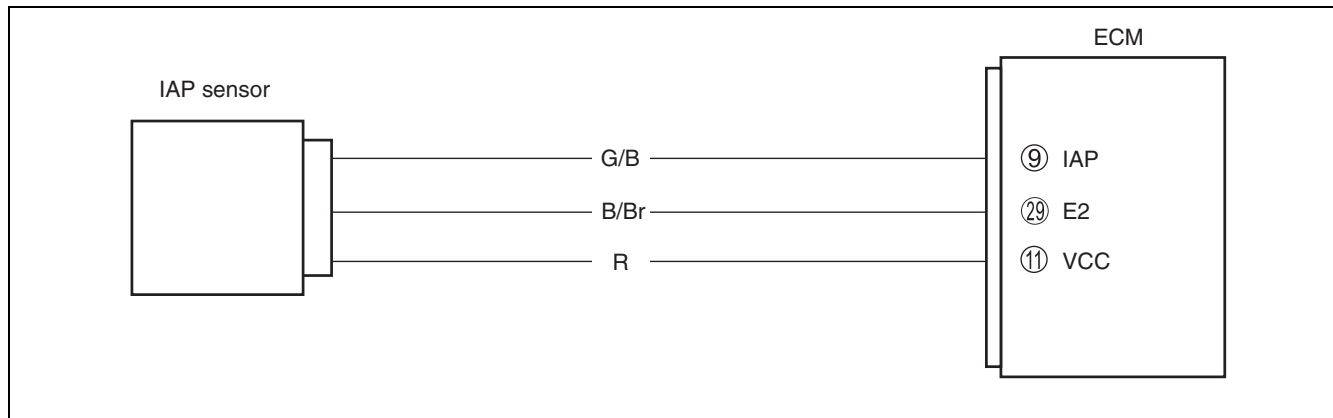 ECM
IAP sensor
G/B ⑨ IAP
B/Br ㉙ E2
R ⑪ VCC